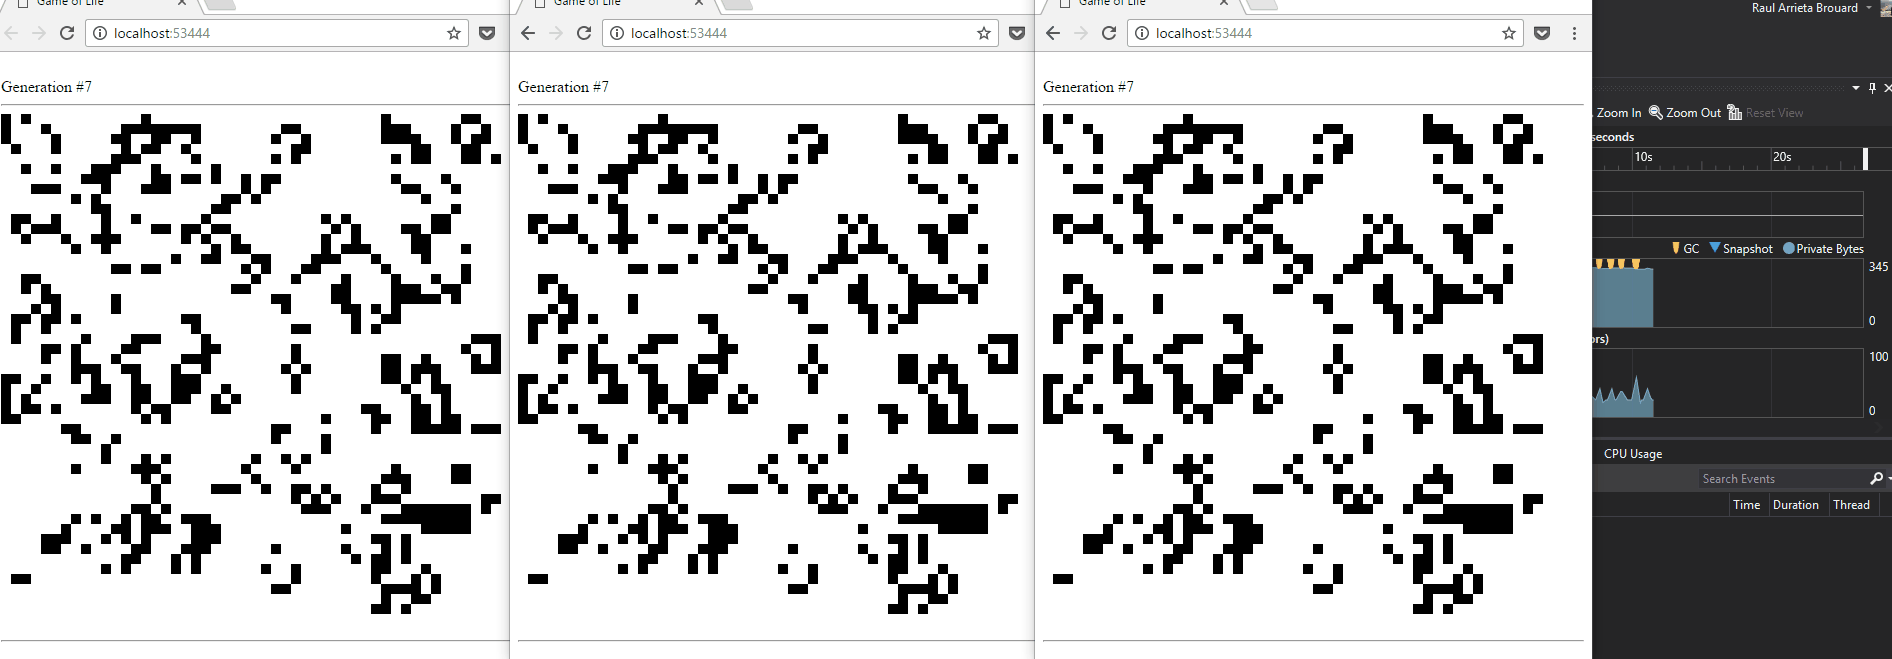 Game of Life
localhost:53444
Generation #7
Game of Life
localhost:53444
Generation #7
Game of Life
localhost:53444
Generation #7
Raul Arrieta Brouard
Zoom In Zoom Out Reset View
seconds
10s 20s
GC Snapshot Private Bytes
345
0
ors)
100
0
CPU Usage
Search Events
Time Duration Thread